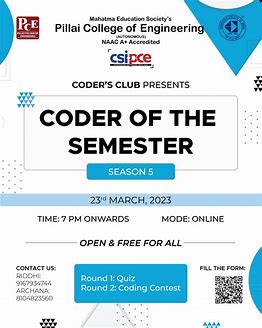 Mahatma Education Society's
Pillai College of Engineering
(AUTONOMOUS)
NAAC A+ Accredited
PCE
csipce
CODER'S CLUB PRESENTS
CODER OF THE
SEMESTER
SEASON 5
23rd MARCH, 2023
TIME: 7 PM ONWARDS MODE: ONLINE
OPEN & FREE FOR ALL
CONTACT US:
RIDDHI:
9167934744
ARCHANA:
8104823560
Round 1: Quiz
Round 2: Coding Contest
FILL THE FORM: